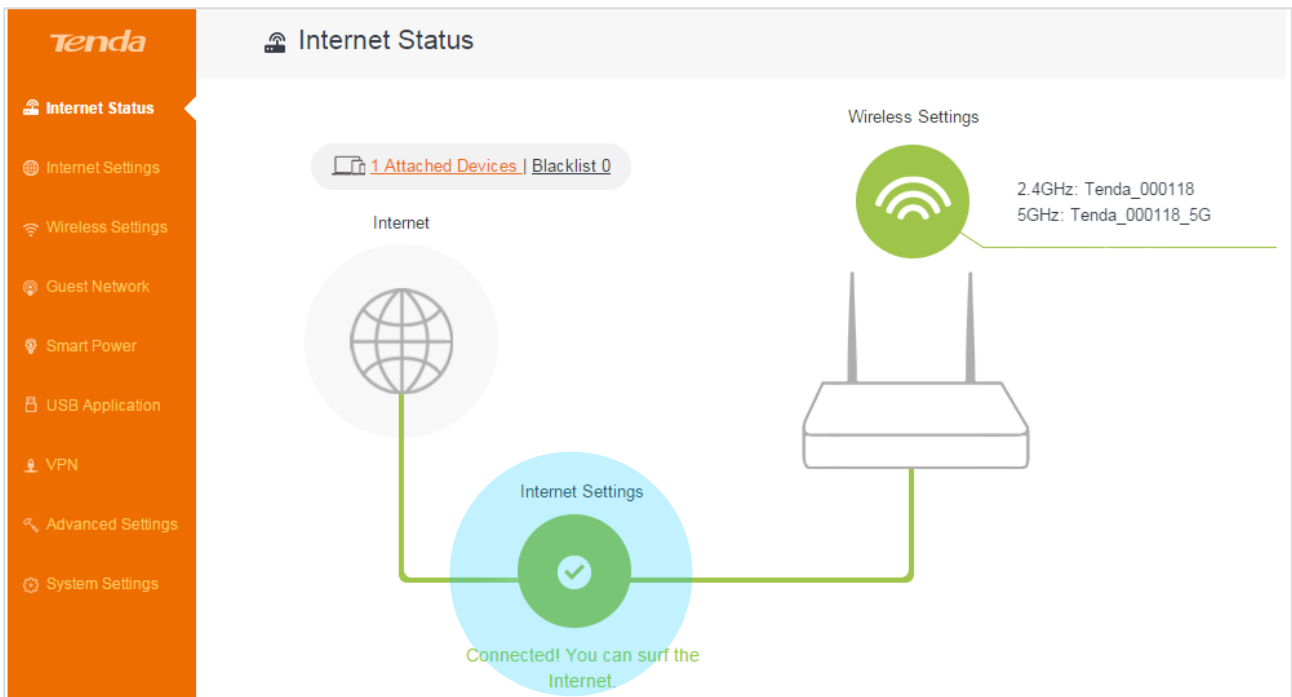 Tenda
Internet Status
Internet Status
Internet Settings
Wireless Settings
Guest Network
Smart Power
USB Application
VPN
Advanced Settings
System Settings
1 Attached Devices | Blacklist 0
Internet
Wireless Settings
2.4GHz: Tenda_000118
5GHz: Tenda_000118_5G
Internet Settings
Connected! You can surf the
Internet.